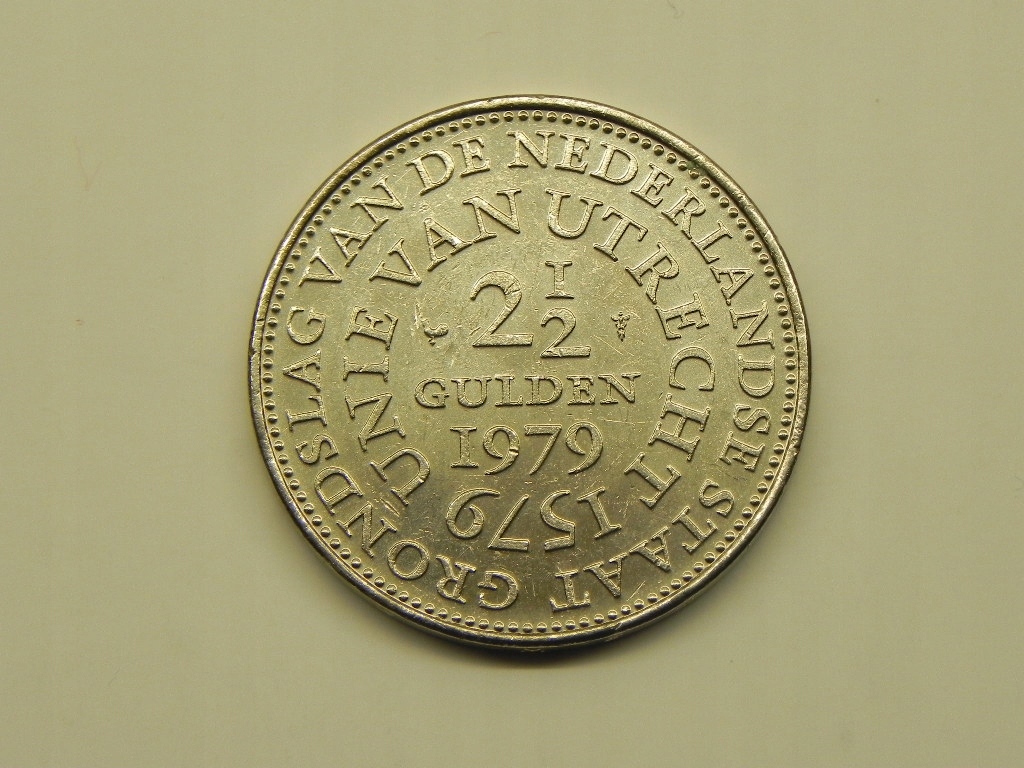 GRONDSLAG VAN DE NEDERLANDSE STAAT
UNIE VAN UTRECHT 1579
2 1/2
GULDEN
1979